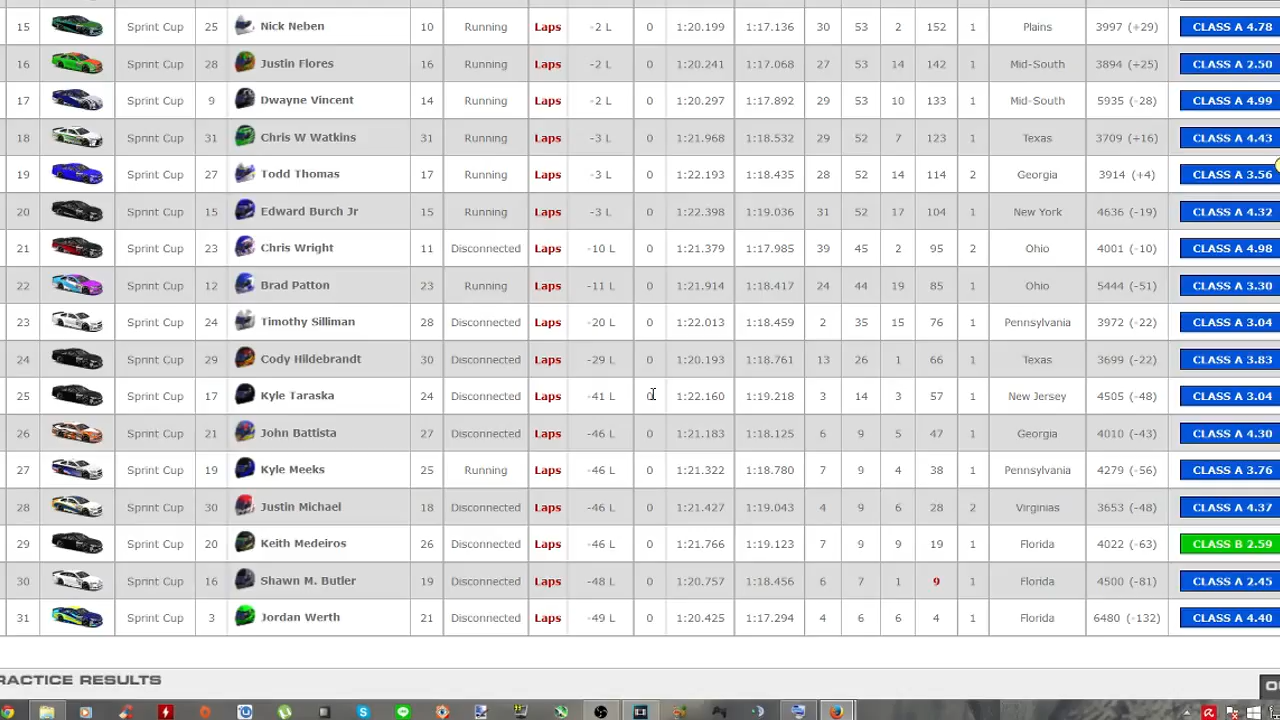 15 Sprint Cup 25 Nick Neben 10 Running Laps -2 L 0 1:20.199 1:17.136 30 53 2 152 1 Plains 3997 (+29) CLASS A 4.78
16 Sprint Cup 28 Justin Flores 16 Running Laps -2 L 0 1:20.241 1:17.068 27 53 14 142 1 Mid-South 3894 (+25) CLASS A 2.50
17 Sprint Cup 9 Dwayne Vincent 14 Running Laps -2 L 0 1:20.297 1:17.892 29 53 10 133 1 Mid-South 5935 (-28) CLASS A 4.99
18 Sprint Cup 31 Chris W Watkins 31 Running Laps -3 L 0 1:21.968 1:18.532 29 52 7 123 1 Texas 3709 (+16) CLASS A 4.43
19 Sprint Cup 27 Todd Thomas 17 Running Laps -3 L 0 1:22.193 1:18.435 28 52 14 114 2 Georgia 3914 (+4) CLASS A 3.56
20 Sprint Cup 15 Edward Burch Jr 15 Running Laps -3 L 0 1:22.398 1:19.036 31 52 17 104 1 New York 4636 (-19) CLASS A 4.32
21 Sprint Cup 23 Chris Wright 11 Disconnected Laps -10 L 0 1:21.379 39 45 2 95 2 Ohio 4001 (-10) CLASS A 4.98
22 Sprint Cup 12 Brad Patton 23 Running Laps -11 L 0 1:21.914 1:18.417 24 44 19 85 1 Ohio 5444 (-51) CLASS A 3.30
23 Sprint Cup 24 Timothy Silliman 28 Disconnected Laps -20 L 0 1:22.013 1:18.459 2 35 15 76 1 Pennsylvania 3972 (-22) CLASS A 3.04
24 Sprint Cup 29 Cody Hildebrandt 30 Disconnected Laps -29 L 0 1:20.193 13 26 1 66 1 Texas 3699 (-22) CLASS A 3.83
25 Sprint Cup 17 Kyle Taraska 24 Disconnected Laps -41 L 0 1:22.160 1:19.218 3 14 3 57 1 New Jersey 4505 (-48) CLASS A 3.04
26 Sprint Cup 21 John Battista 27 Disconnected Laps -46 L 0 1:21.183 1:18.125 6 9 5 47 1 Georgia 4010 (-43) CLASS A 4.30
27 Sprint Cup 19 Kyle Meeks 25 Running Laps -46 L 0 1:21.322 1:18.780 7 9 4 38 1 Pennsylvania 4279 (-56) CLASS A 3.76
28 Sprint Cup 30 Justin Michael 18 Disconnected Laps -46 L 0 1:21.427 1:19.043 4 9 6 28 2 Virginias 3653 (-48) CLASS A 4.37
29 Sprint Cup 20 Keith Medeiros 26 Disconnected Laps -46 L 0 1:21.766 1:19.123 7 9 9 19 1 Florida 4022 (-63) CLASS B 2.59
30 Sprint Cup 16 Shawn M. Butler 19 Disconnected Laps -48 L 0 1:20.757 1:18.456 6 7 1 9 1 Florida 4500 (-81) CLASS A 2.45
31 Sprint Cup 3 Jordan Werth 21 Disconnected Laps -49 L 0 1:20.425 1:17.294 4 6 6 4 1 Florida 6480 (-132) CLASS A 4.40
RACTICE RESULTS